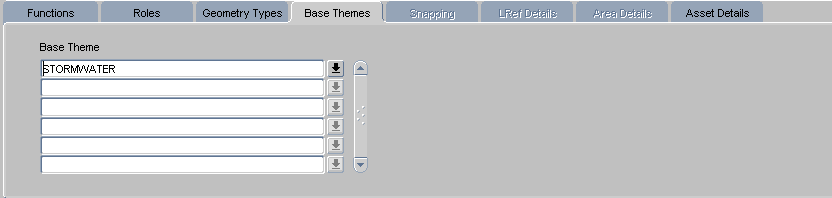 Functions Roles Geometry Types Base Themes Snapping LRef Details Area Details Asset Details
Base Theme
STORMWATER